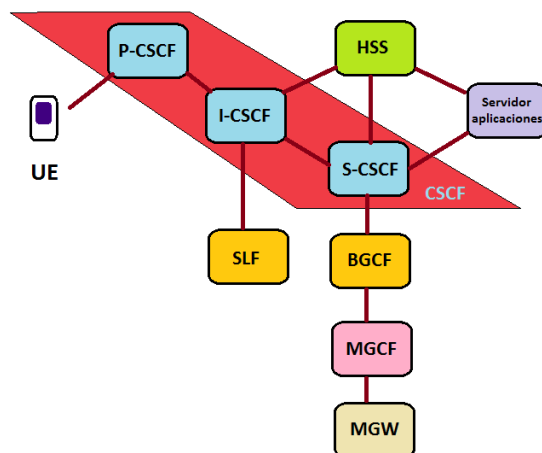 P-CSCF
HSS
I-CSCF
Servidor
aplicaciones
UE
S-CSCF
CSCF
SLF
BGCF
MGCF
MGW